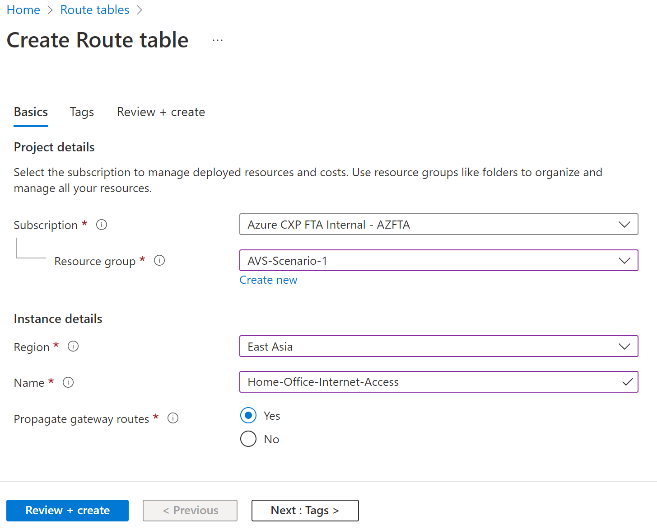 Home > Route tables >
Create Route table ...
Basics Tags Review + create
Project details
Select the subscription to manage deployed resources and costs. Use resource groups like folders to organize and
manage all your resources.
Subscription * Azure CXP FTA Internal - AZFTA
Resource group * AVS-Scenario-1
Create new
Instance details
Region * East Asia
Name * Home-Office-Internet-Access
Propagate gateway routes * Yes
No
Review + create < Previous Next : Tags >